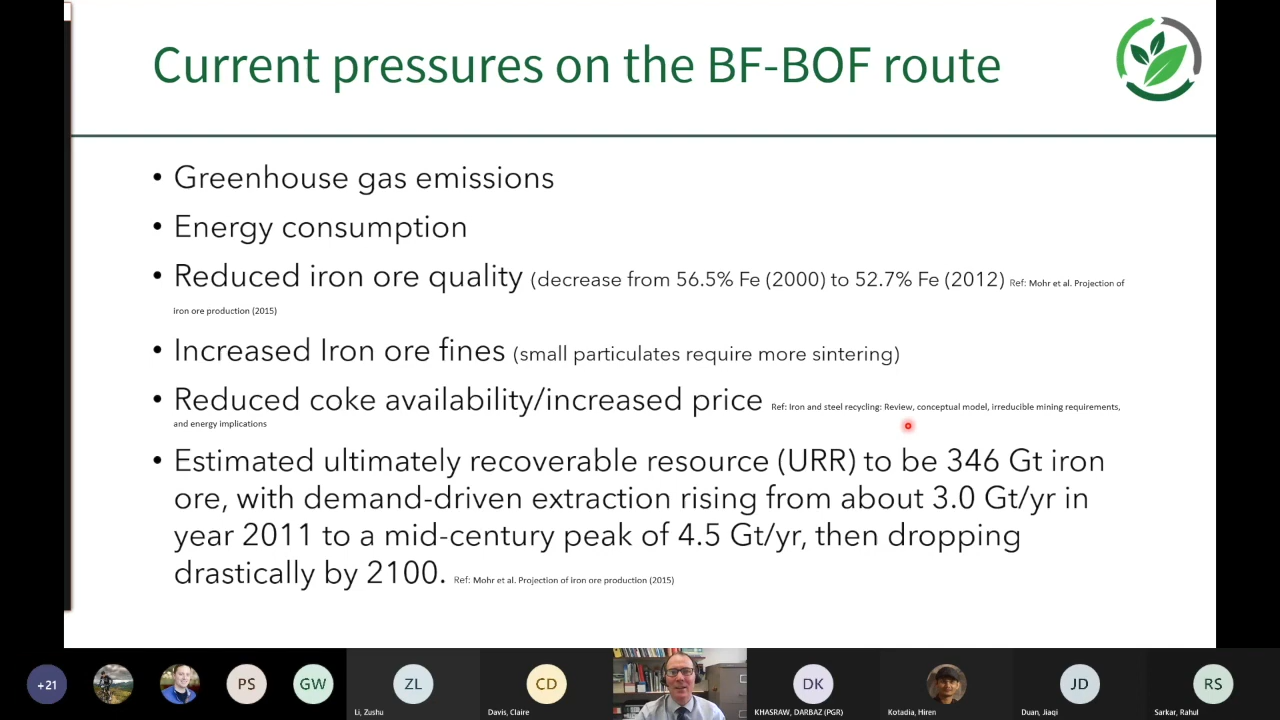 Current pressures on the BF-BOF route
• Greenhouse gas emissions
• Energy consumption
• Reduced iron ore quality (decrease from 56.5% Fe (2000) to 52.7% Fe (2012) Ref: Mohr et al. Projection of
iron ore production (2015)
• Increased Iron ore fines (small particulates require more sintering)
• Reduced coke availability/increased price Ref: Iron and steel recycling: Review, conceptual model, irreducible mining requirements,
and energy implications
• Estimated ultimately recoverable resource (URR) to be 346 Gt iron
ore, with demand-driven extraction rising from about 3.0 Gt/yr in
year 2011 to a mid-century peak of 4.5 Gt/yr, then dropping
drastically by 2100. Ref: Mohr et al. Projection of iron ore production (2015)
+21 PS GW ZL CD DK JD RS
Li, Zushu Davis, Claire KHASRAW, DARBAZ (PGR) Kotadia, Hiren Duan, Jiaqi Sarkar, Rahul